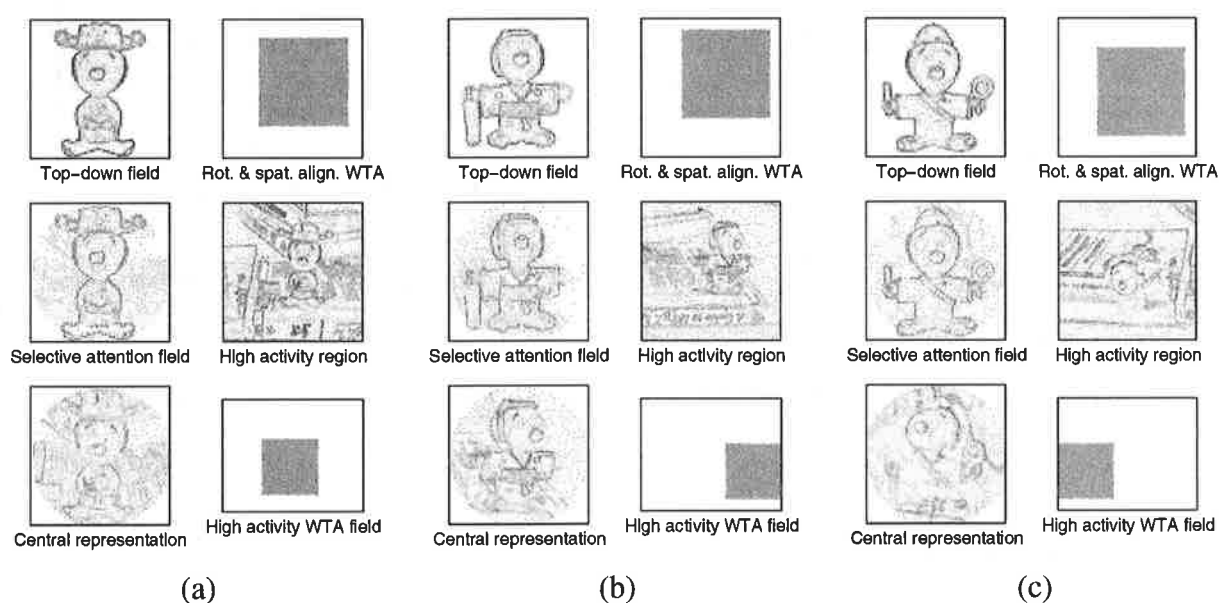 Top-down field Rot. & spat. align. WTA Top-down field Rot. & spat. align. WTA Top-down field Rot. & spat. align. WTA
Selective attention field High activity region Selective attention field High activity region Selective attention field High activity region
High activity WTA field High activity WTA field High activity WTA field
Central representation Central representation Central representation
(a) (b) (c)